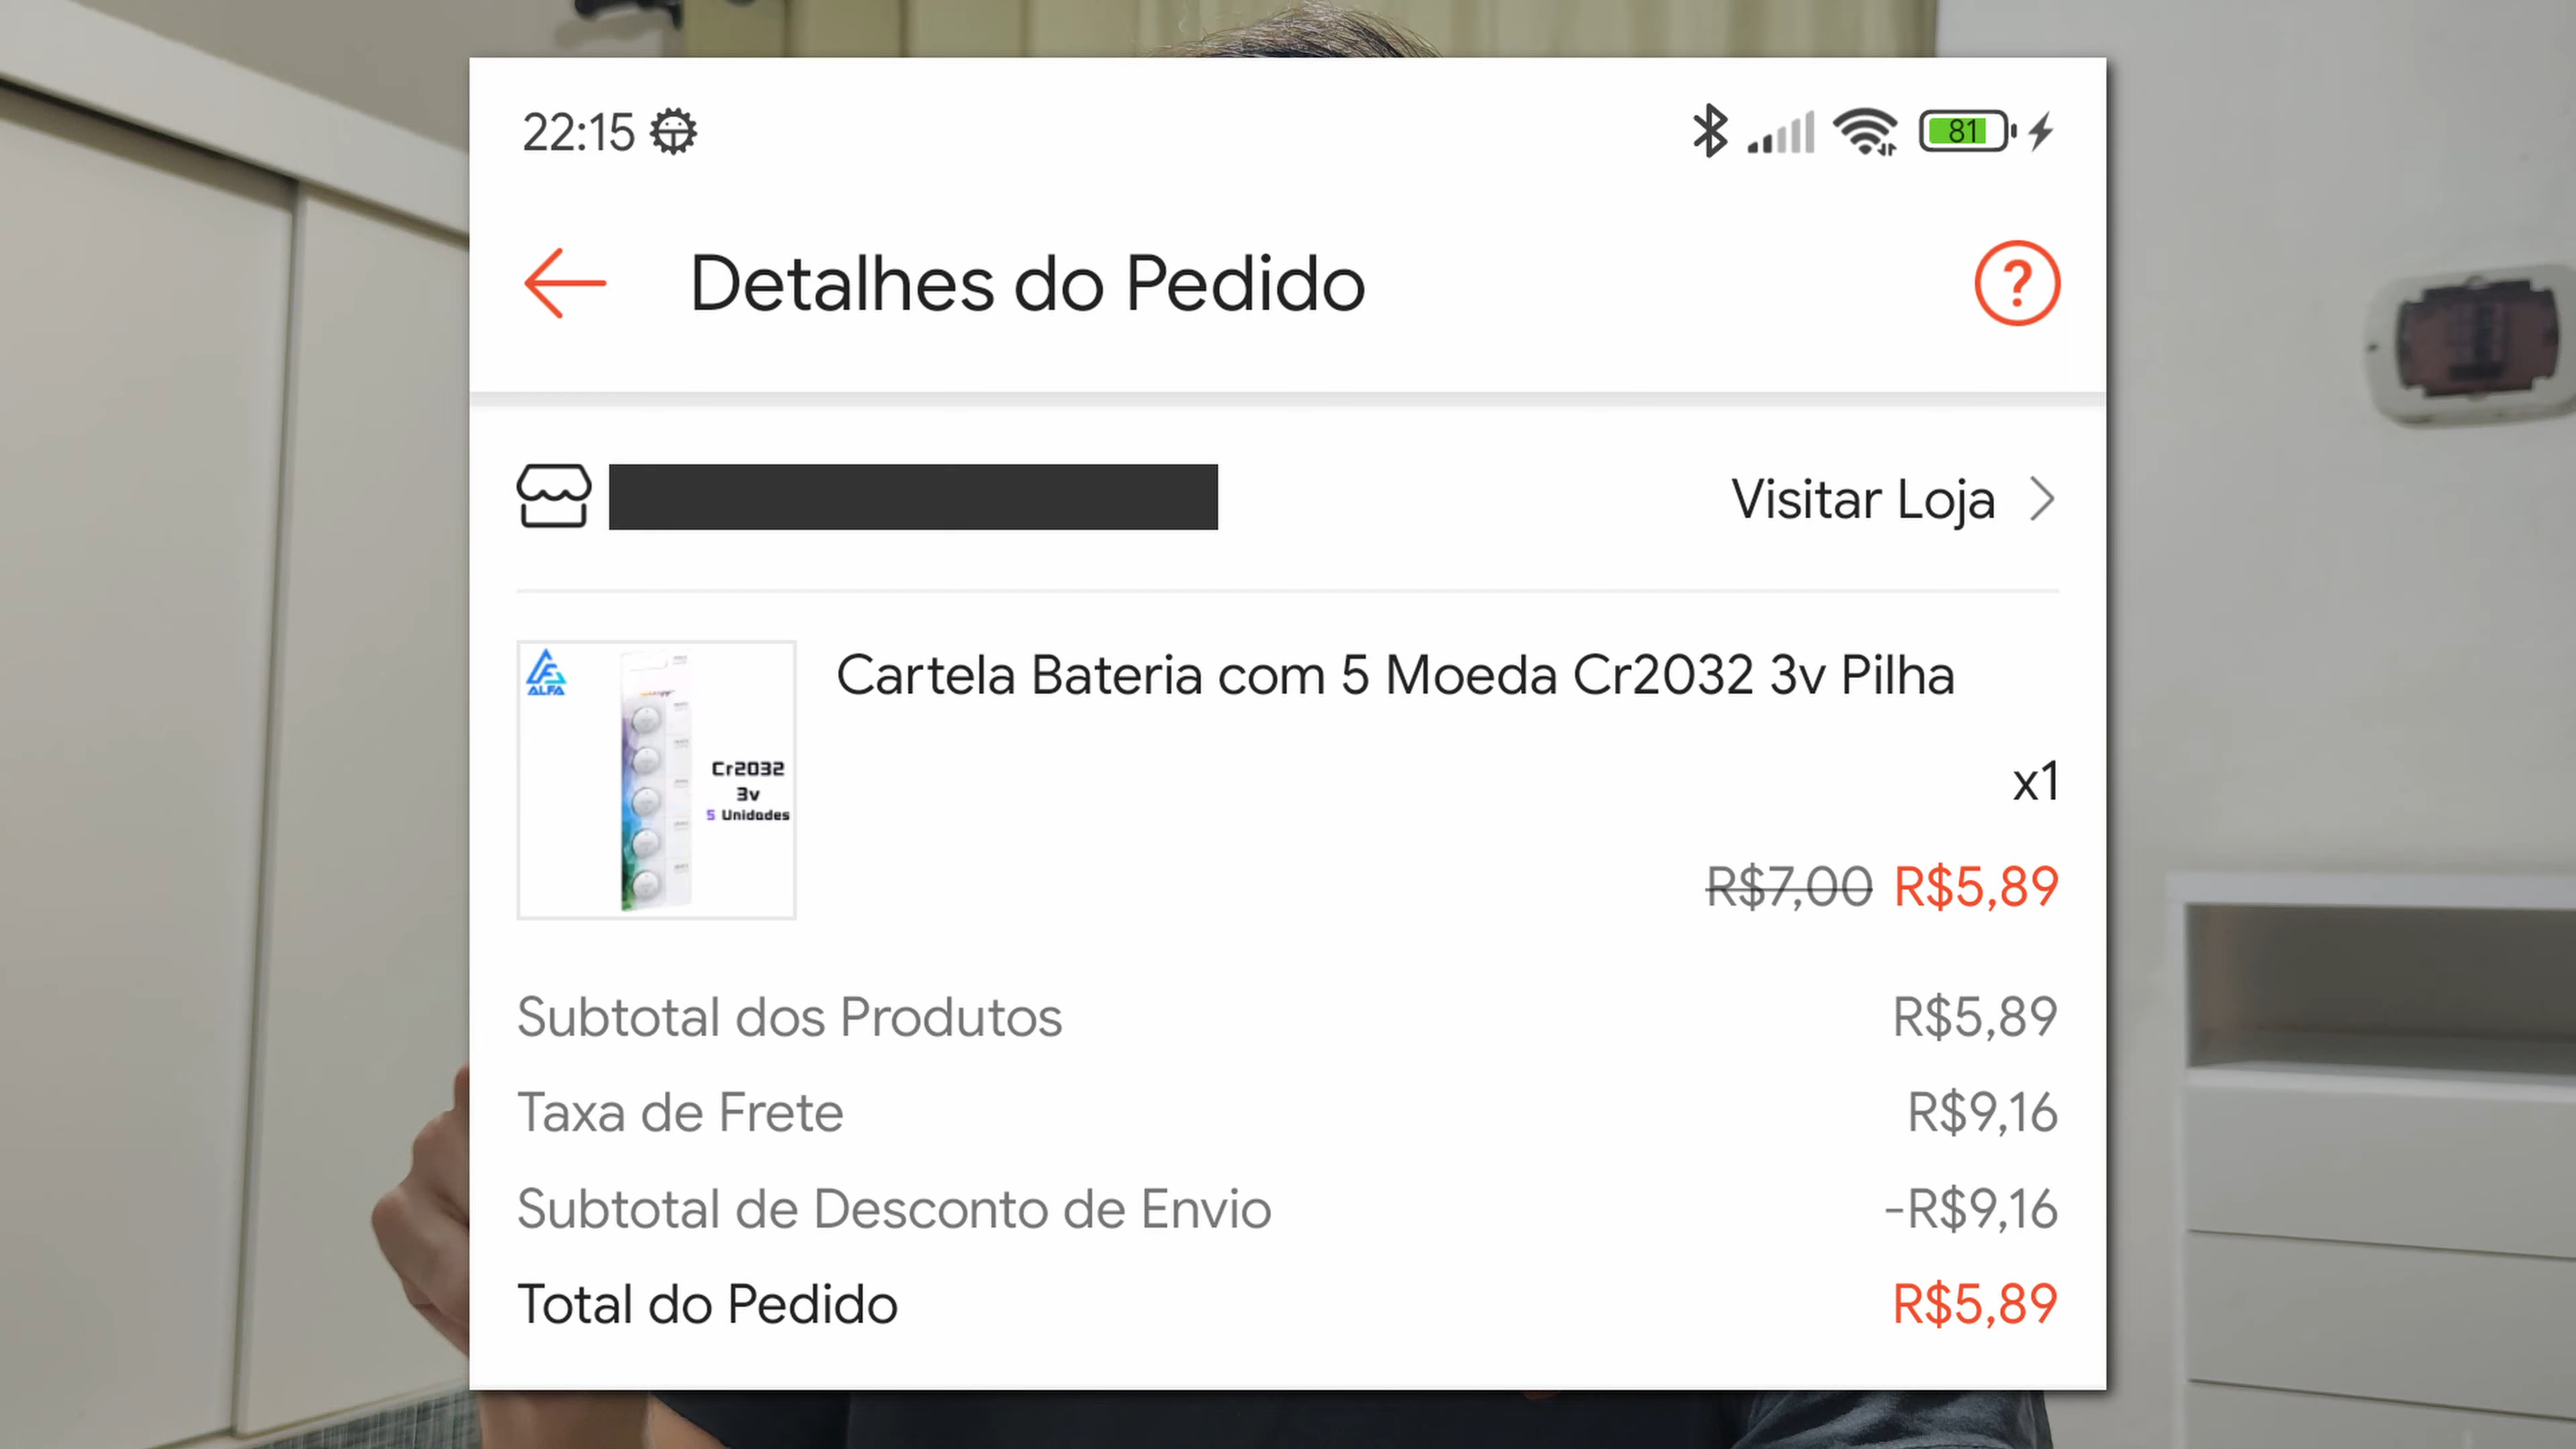 22:15
81
Detalhes do Pedido
?
Visitar Loja
ALFA
Cr2032
3v
5 Unidades
Cartela Bateria com 5 Moeda Cr2032 3v Pilha
x1
R$7,00 R$5,89
Subtotal dos Produtos R$5,89
Taxa de Frete R$9,16
Subtotal de Desconto de Envio -R$9,16
Total do Pedido R$5,89